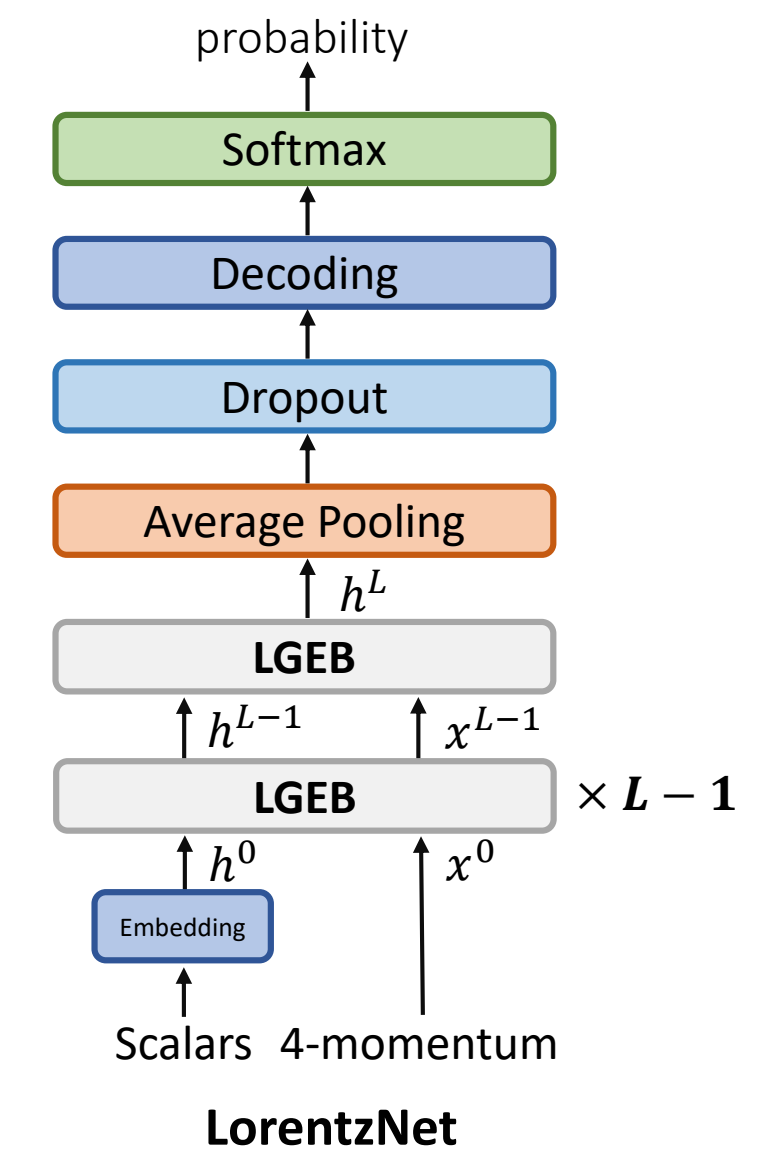 probability
Softmax
Decoding
Dropout
Average Pooling
h^L
LGEB
h^{L−1} x^{L−1}
LGEB × L − 1
h^0 x^0
Embedding
Scalars 4-momentum
LorentzNet